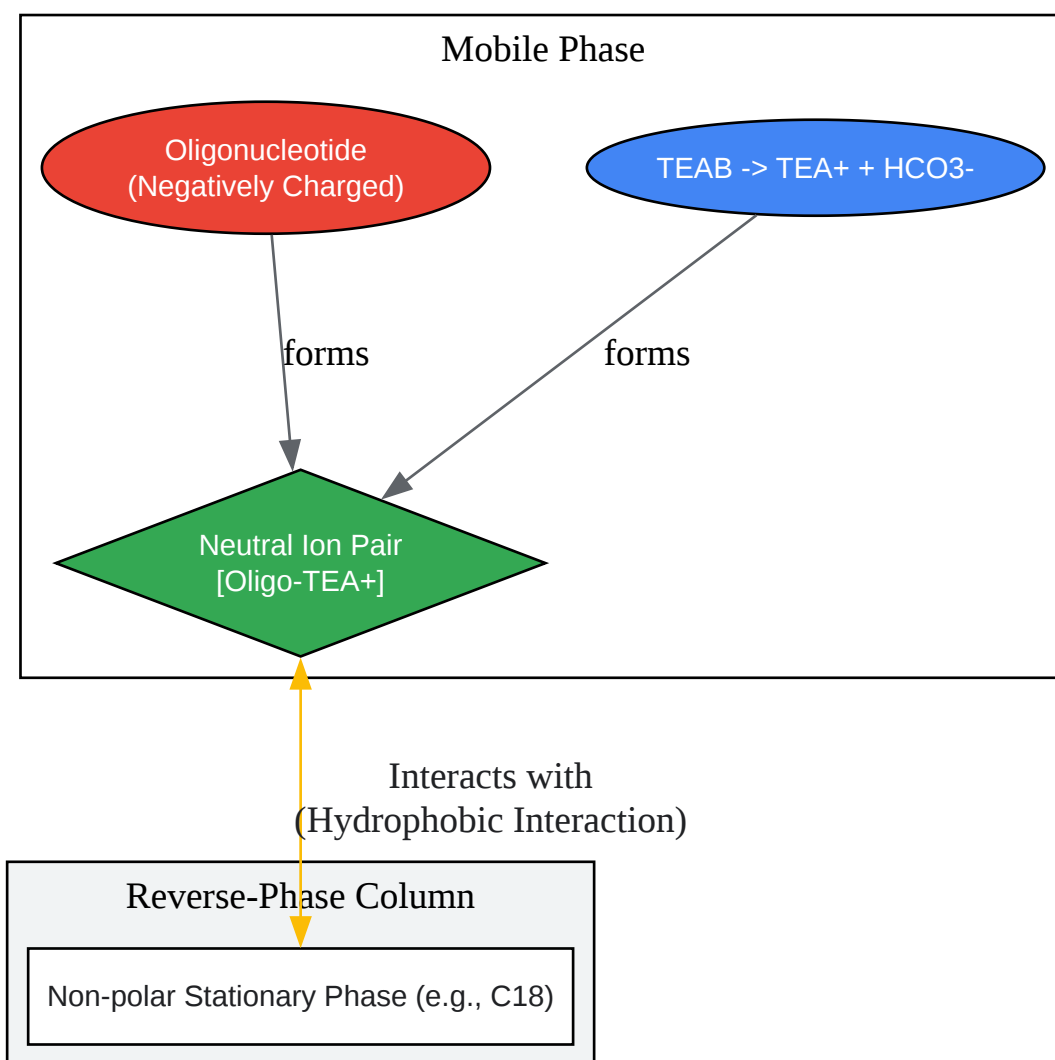 Mobile Phase
Oligonucleotide
(Negatively Charged)
TEAB -> TEA+ + HCO3-
forms
forms
Neutral Ion Pair
[Oligo-TEA+]
Interacts with
(Hydrophobic Interaction)
Reverse-Phase Column
Non-polar Stationary Phase (e.g., C18)